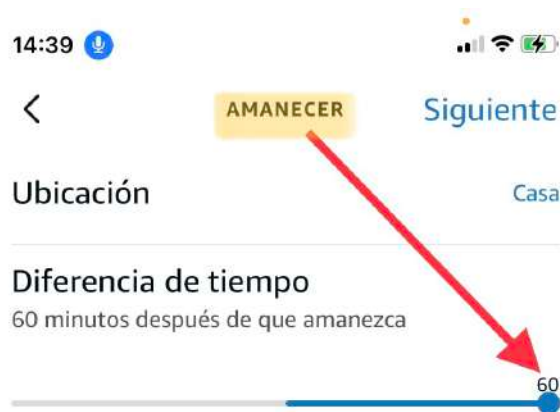 14:39
AMANECER
Siguiente
Ubicación
Casa
Diferencia de tiempo
60 minutos después de que amanezca
60